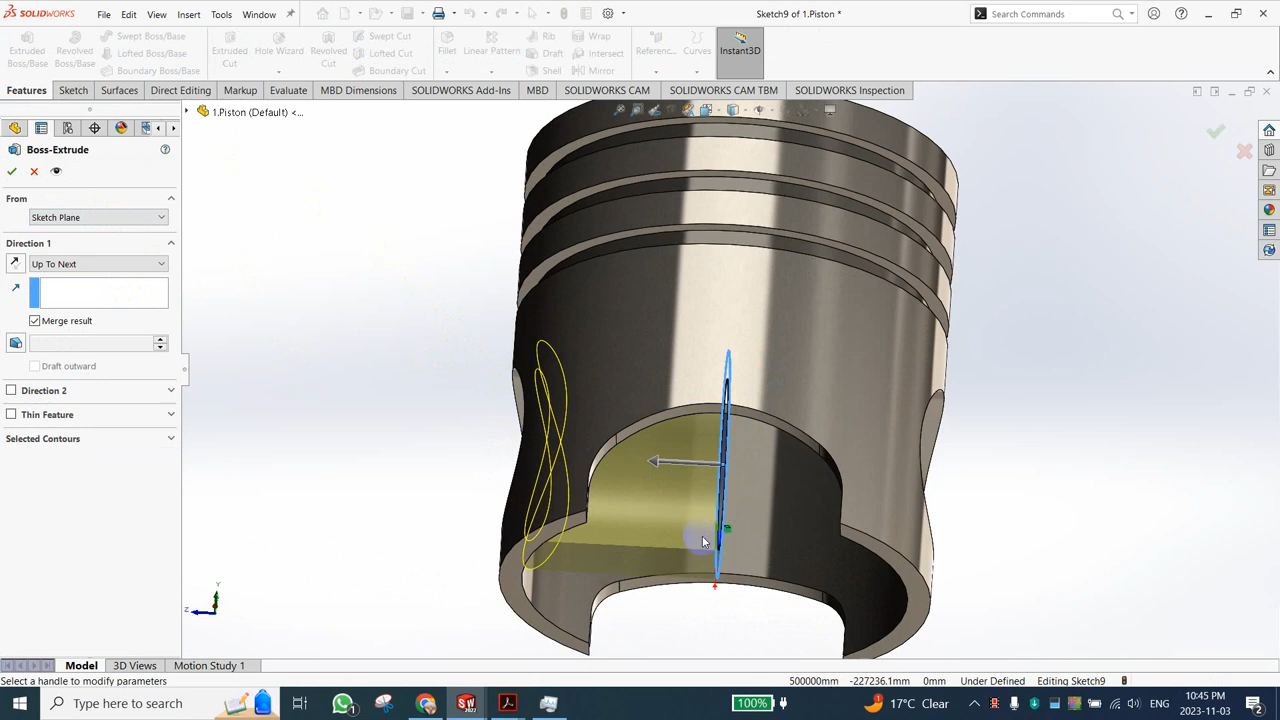 SOLIDWORKS File Edit View Insert Tools Window Sketch9 of 1.Piston * Search Commands
Extruded Boss/Base Revolved Boss/Base Swept Boss/Base Lofted Boss/Base Boundary Boss/Base Extruded Cut Hole Wizard Revolved Cut Swept Cut Lofted Cut Boundary Cut Fillet Linear Pattern Rib Draft Shell Wrap Intersect Mirror Referenc... Curves Instant3D
Features Sketch Surfaces Direct Editing Markup Evaluate MBD Dimensions SOLIDWORKS Add-Ins MBD SOLIDWORKS CAM SOLIDWORKS CAM TBM SOLIDWORKS Inspection
1.Piston (Default) <...
Boss-Extrude
From
Sketch Plane
Direction 1
Up To Next
Merge result
Draft outward
Direction 2
Thin Feature
Selected Contours
Y
Z
Model 3D Views Motion Study 1
Select a handle to modify parameters 500000mm -227236.1mm 0mm Under Defined Editing Sketch9
Type here to search 100% 17°C Clear 10:45 PM
2023-11-03